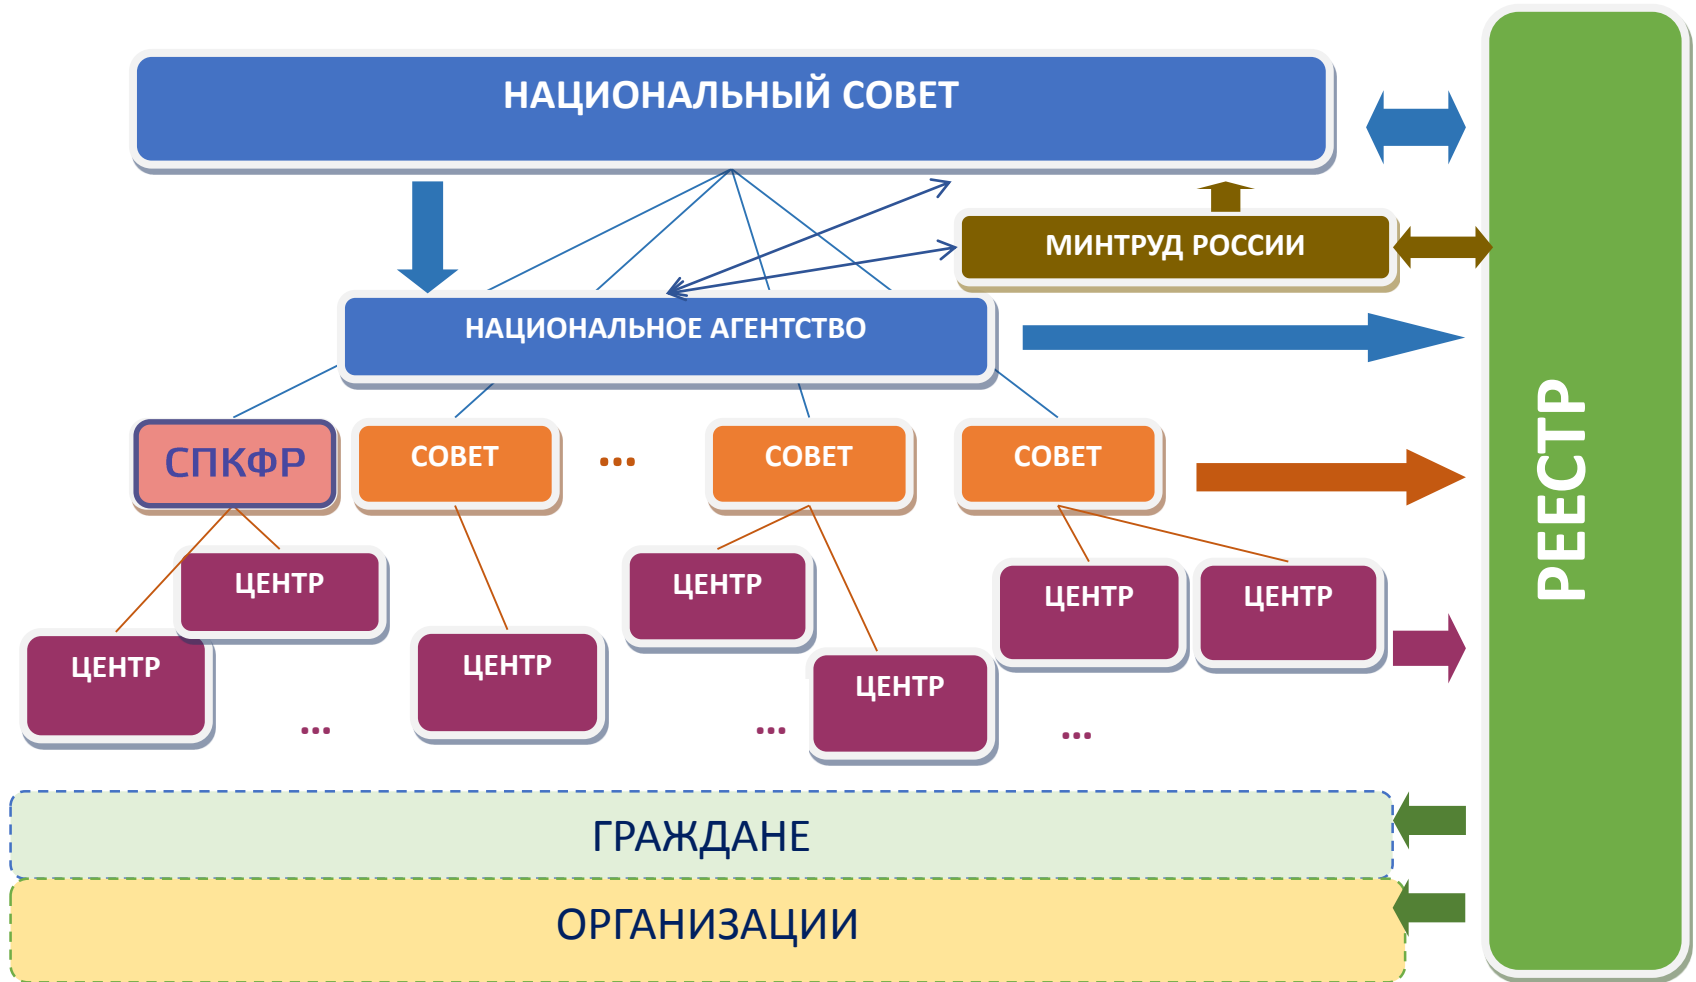 НАЦИОНАЛЬНЫЙ СОВЕТ
МИНТРУД РОССИИ
НАЦИОНАЛЬНОЕ АГЕНТСТВО
СПКФР
СОВЕТ
...
СОВЕТ
СОВЕТ
ЦЕНТР
ЦЕНТР
ЦЕНТР
ЦЕНТР
ЦЕНТР
ЦЕНТР
ЦЕНТР
...
...
...
ГРАЖДАНЕ
ОРГАНИЗАЦИИ
РЕЕСТР